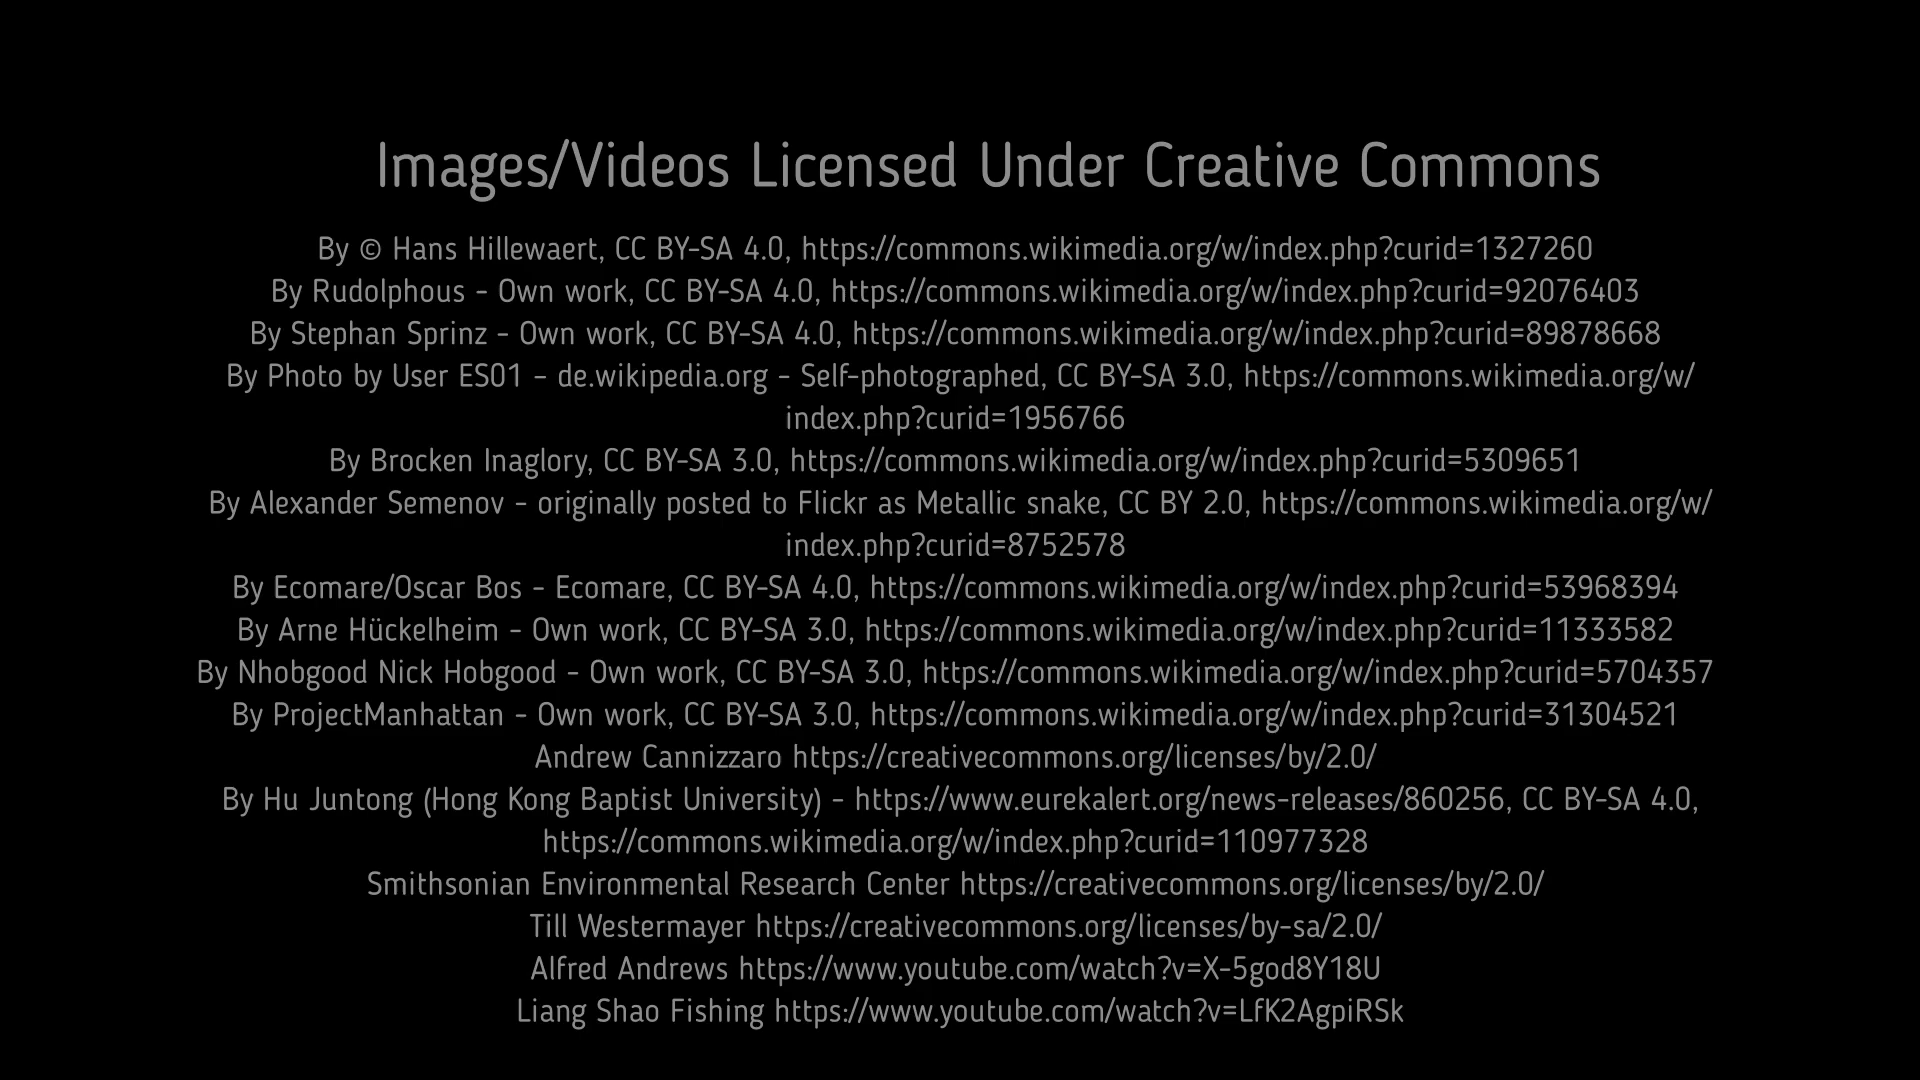 Images/Videos Licensed Under Creative Commons
By © Hans Hillewaert, CC BY-SA 4.0, https://commons.wikimedia.org/w/index.php?curid=1327260
By Rudolphous - Own work, CC BY-SA 4.0, https://commons.wikimedia.org/w/index.php?curid=92076403
By Stephan Sprinz - Own work, CC BY-SA 4.0, https://commons.wikimedia.org/w/index.php?curid=89878668
By Photo by User ES01 – de.wikipedia.org - Self-photographed, CC BY-SA 3.0, https://commons.wikimedia.org/w/
index.php?curid=1956766
By Brocken Inaglory, CC BY-SA 3.0, https://commons.wikimedia.org/w/index.php?curid=5309651
By Alexander Semenov - originally posted to Flickr as Metallic snake, CC BY 2.0, https://commons.wikimedia.org/w/
index.php?curid=8752578
By Ecomare/Oscar Bos - Ecomare, CC BY-SA 4.0, https://commons.wikimedia.org/w/index.php?curid=53968394
By Arne Hückelheim - Own work, CC BY-SA 3.0, https://commons.wikimedia.org/w/index.php?curid=11333582
By Nhobgood Nick Hobgood - Own work, CC BY-SA 3.0, https://commons.wikimedia.org/w/index.php?curid=5704357
By ProjectManhattan - Own work, CC BY-SA 3.0, https://commons.wikimedia.org/w/index.php?curid=31304521
Andrew Cannizzaro https://creativecommons.org/licenses/by/2.0/
By Hu Juntong (Hong Kong Baptist University) - https://www.eurekalert.org/news-releases/860256, CC BY-SA 4.0,
https://commons.wikimedia.org/w/index.php?curid=110977328
Smithsonian Environmental Research Center https://creativecommons.org/licenses/by/2.0/
Till Westermayer https://creativecommons.org/licenses/by-sa/2.0/
Alfred Andrews https://www.youtube.com/watch?v=X-5god8Y18U
Liang Shao Fishing https://www.youtube.com/watch?v=LfK2AgpiRSk